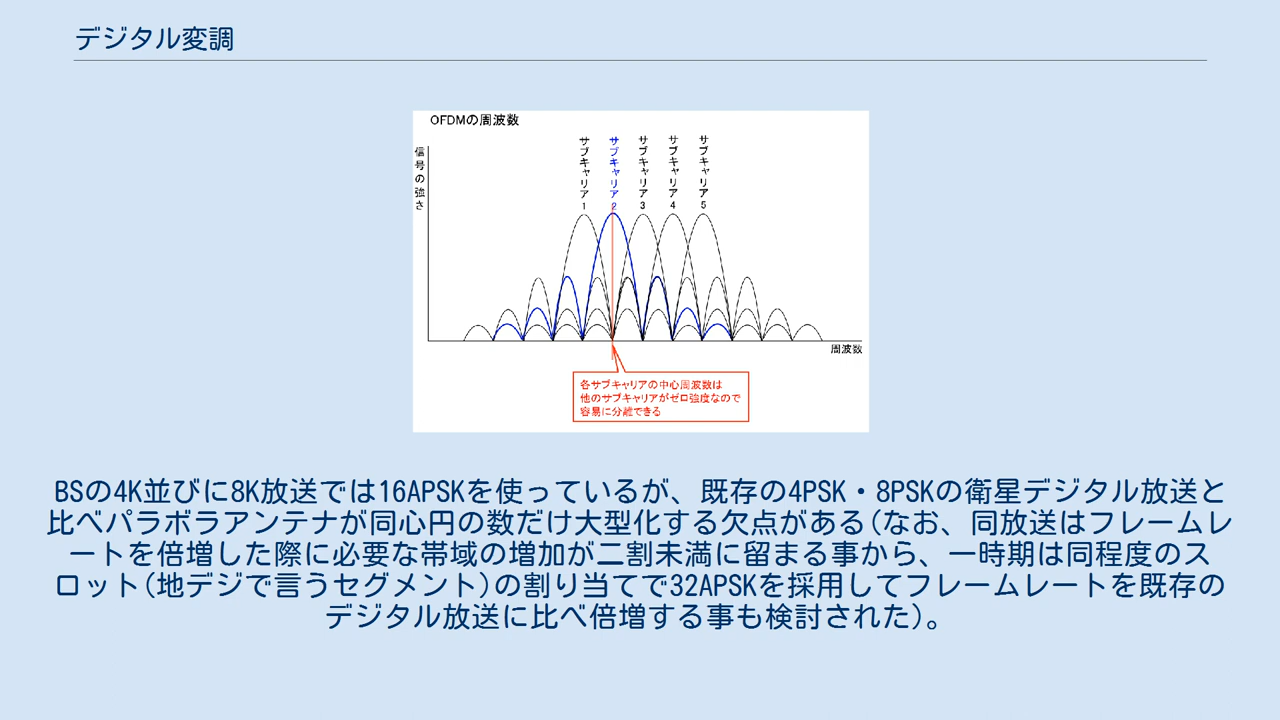 デジタル変調
OFDMの周波数
信号の強さ
サブキャリア1
サブキャリア2
サブキャリア3
サブキャリア4
サブキャリア5
周波数
各サブキャリアの中心周波数は
他のサブキャリアがゼロ強度なので
容易に分離できる
BSの4K並びに8K放送では16APSKを使っているが、既存の4PSK・8PSKの衛星デジタル放送と
比べパラボラアンテナが同心円の数だけ大型化する欠点がある(なお、同放送はフレームレ
ートを倍増した際に必要な帯域の増加が二割未満に留まる事から、一時期は同程度のス
ロット(地デジで言うセグメント)の割り当てで32APSKを採用してフレームレートを既存の
デジタル放送に比べ倍増する事も検討された)。